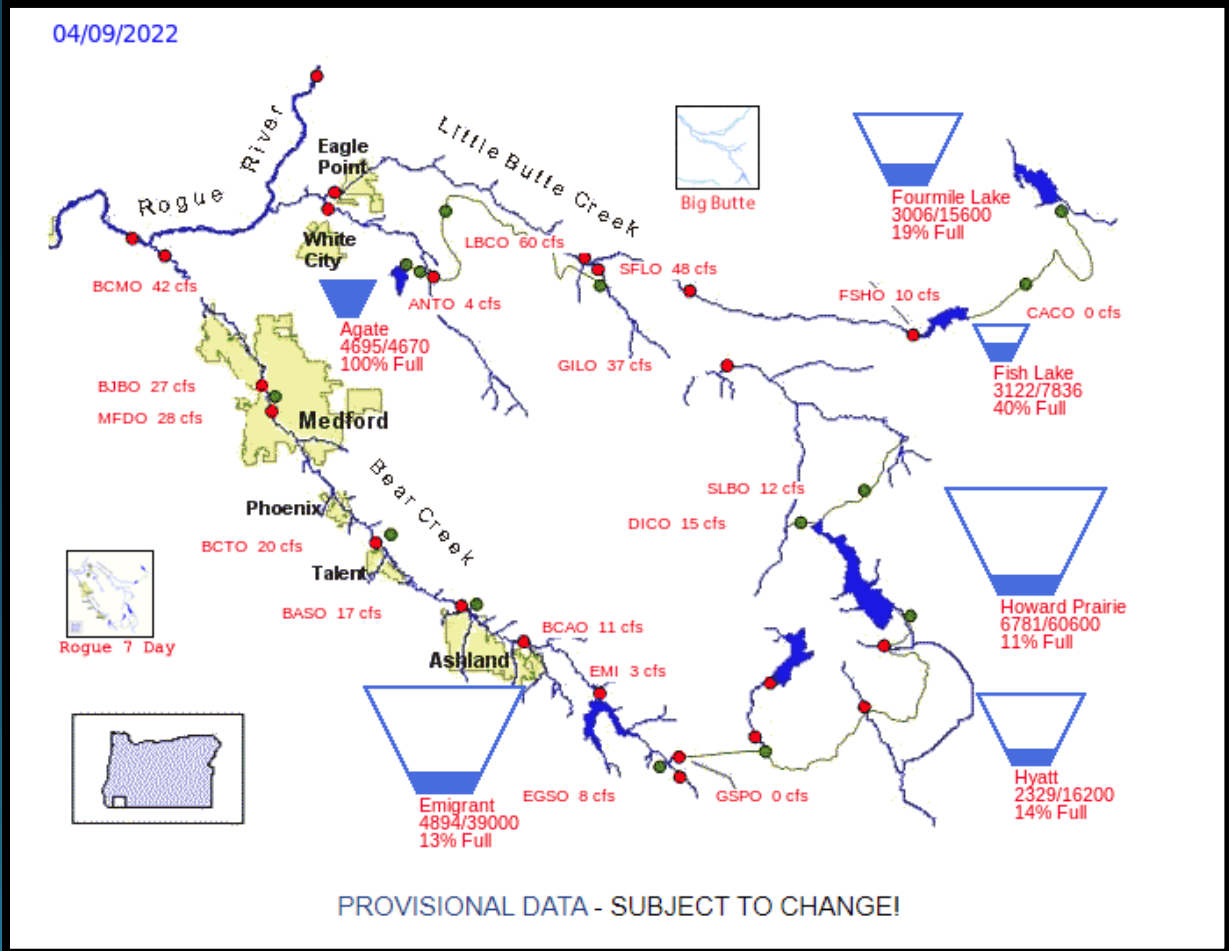 04/09/2022
Rogue River
Eagle
Point
Little Butte Creek
Big Butte
Fourmile Lake
3006/15600
19% Full
White
City
LBCO 60 cfs
SFLO 48 cfs
BCMO 42 cfs
ANTO 4 cfs
FSHO 10 cfs
CACO 0 cfs
Agate
4695/4670
100% Full
GILO 37 cfs
Fish Lake
3122/7836
40% Full
BJBO 27 cfs
MFDO 28 cfs
Medford
Bear Creek
SLBO 12 cfs
DICO 15 cfs
Phoenix
BCTO 20 cfs
Talent
Howard Prairie
6781/60600
11% Full
BASO 17 cfs
BCAO 11 cfs
Rogue 7 Day
Ashland
EMI 3 cfs
EGSO 8 cfs
GSPO 0 cfs
Hyatt
2329/16200
14% Full
Emigrant
4894/39000
13% Full
PROVISIONAL DATA - SUBJECT TO CHANGE!